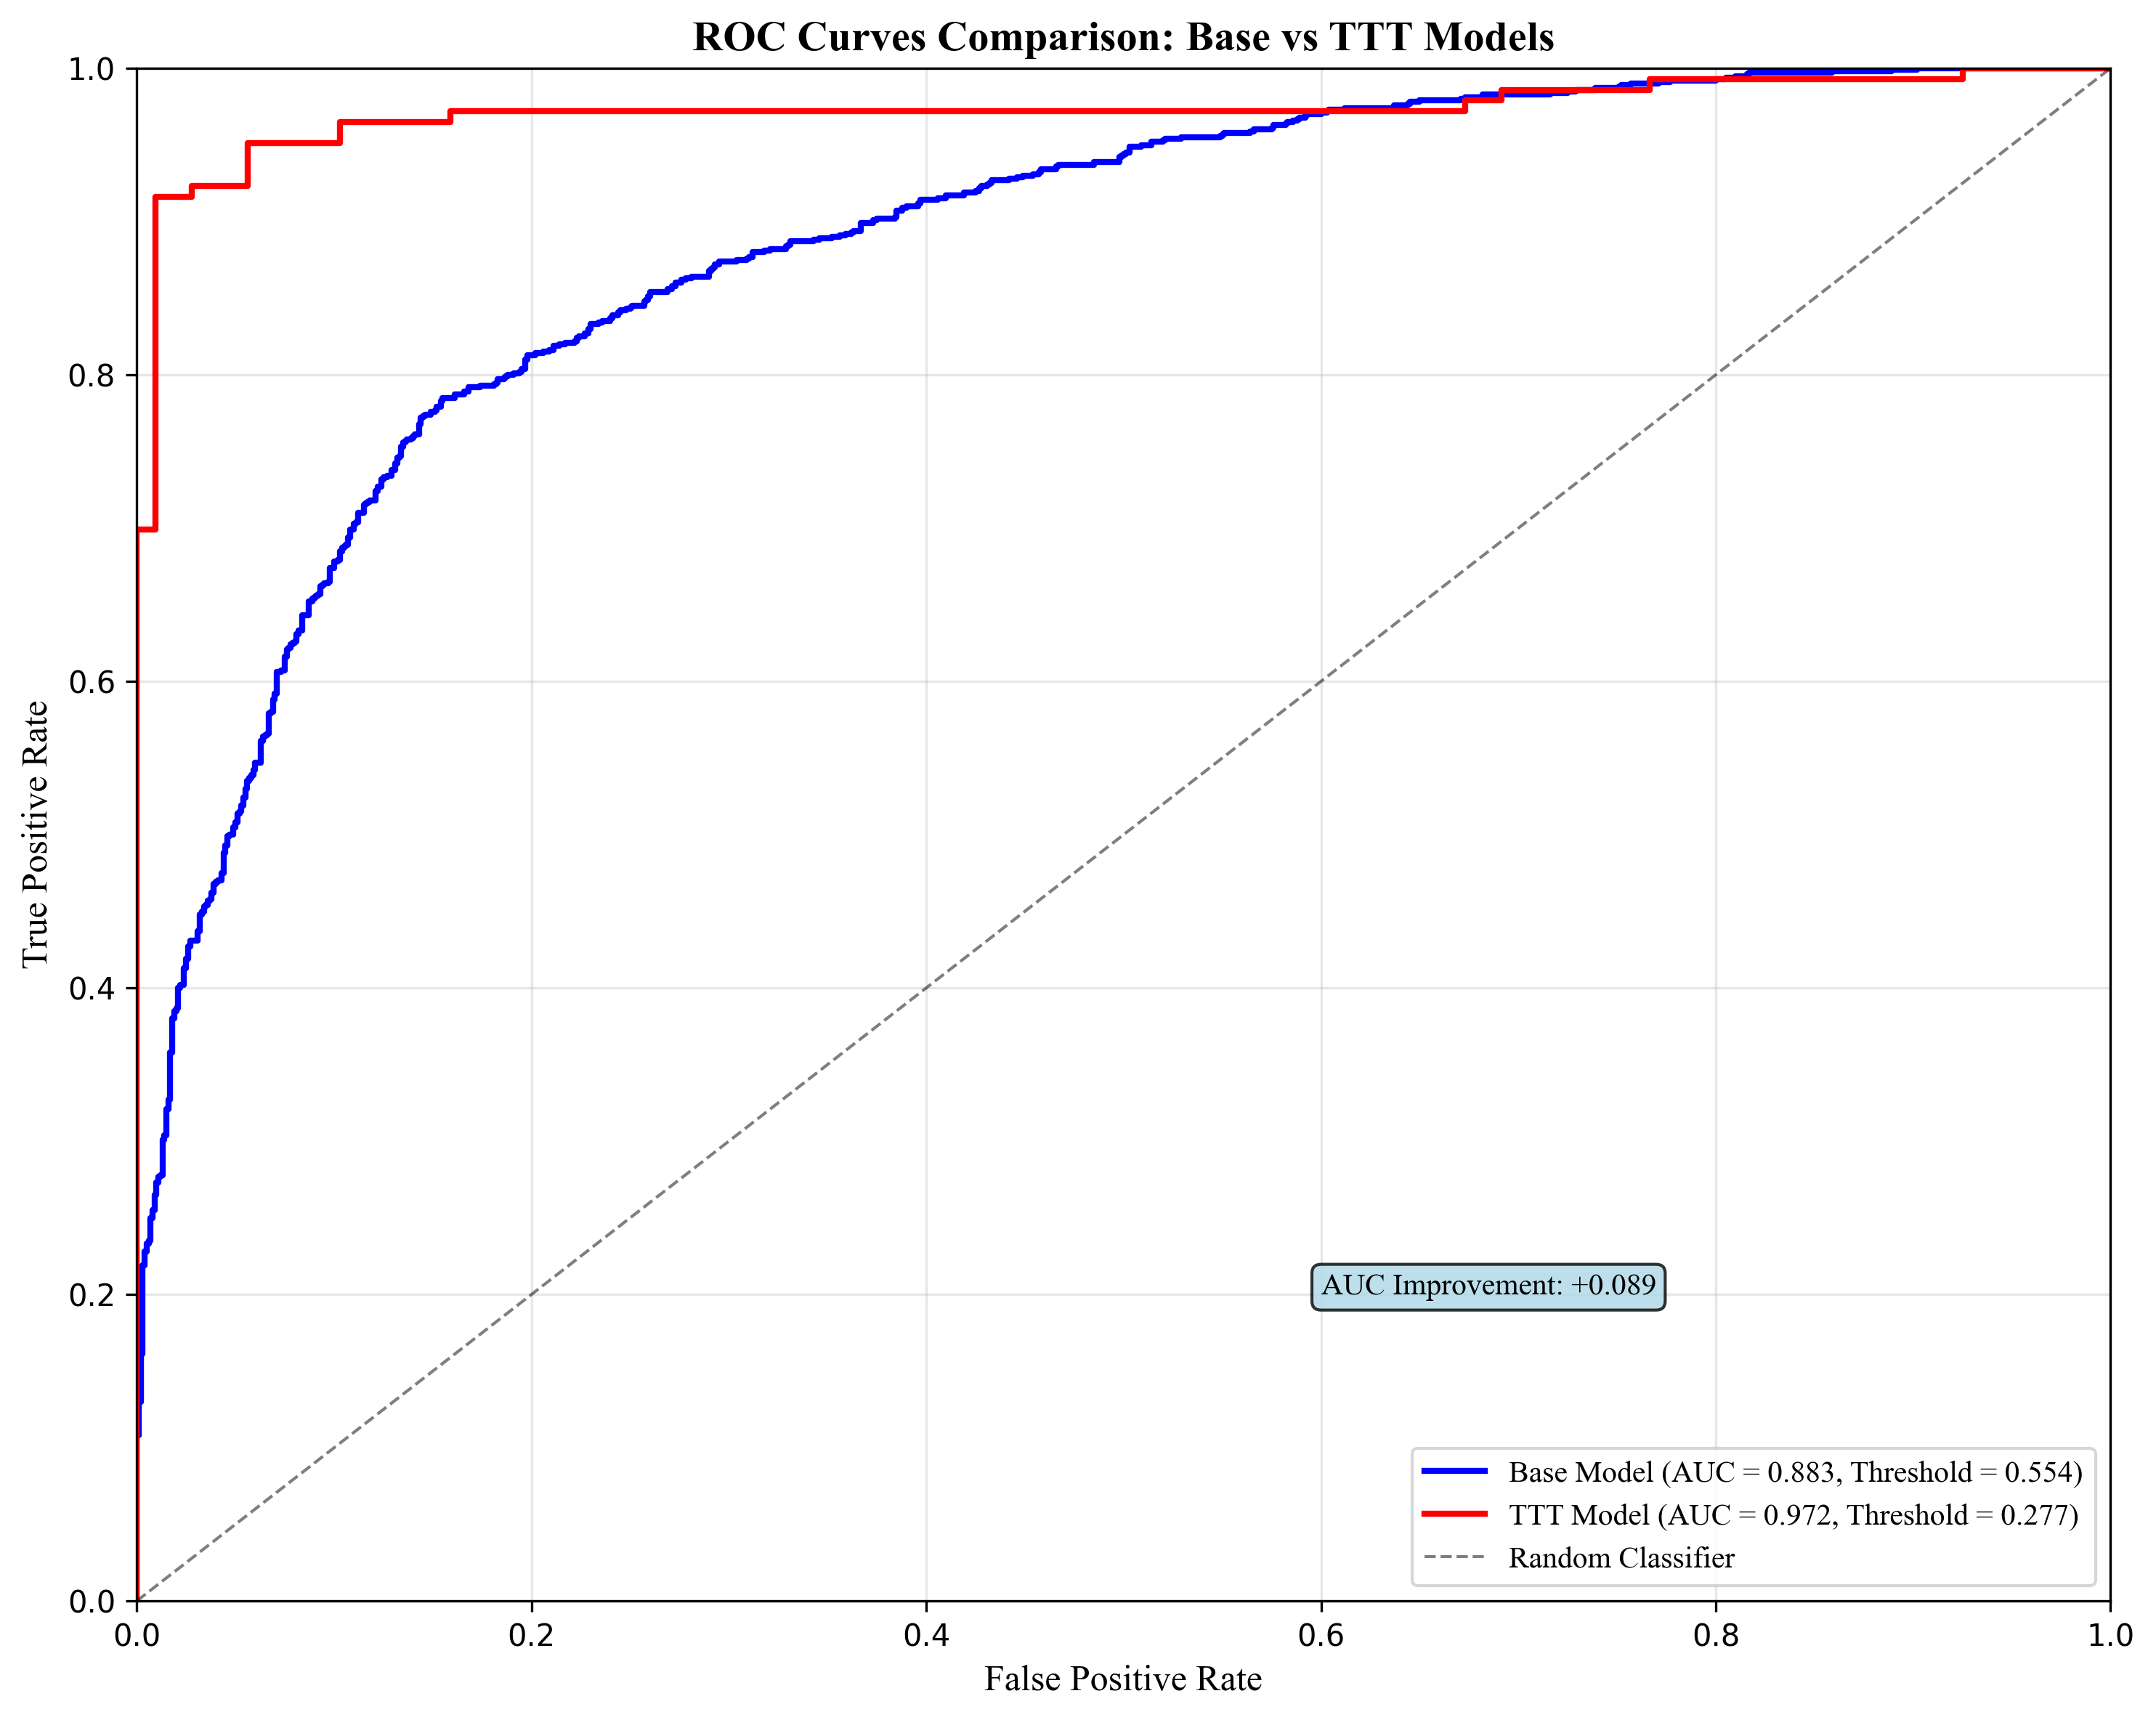 ROC Curves Comparison: Base vs TTT Models
1.0
0.8
0.6
0.4
0.2
0.0
True Positive Rate
AUC Improvement: +0.089
Base Model (AUC = 0.883, Threshold = 0.554)
TTT Model (AUC = 0.972, Threshold = 0.277)
Random Classifier
0.0 0.2 0.4 0.6 0.8 1.0
False Positive Rate